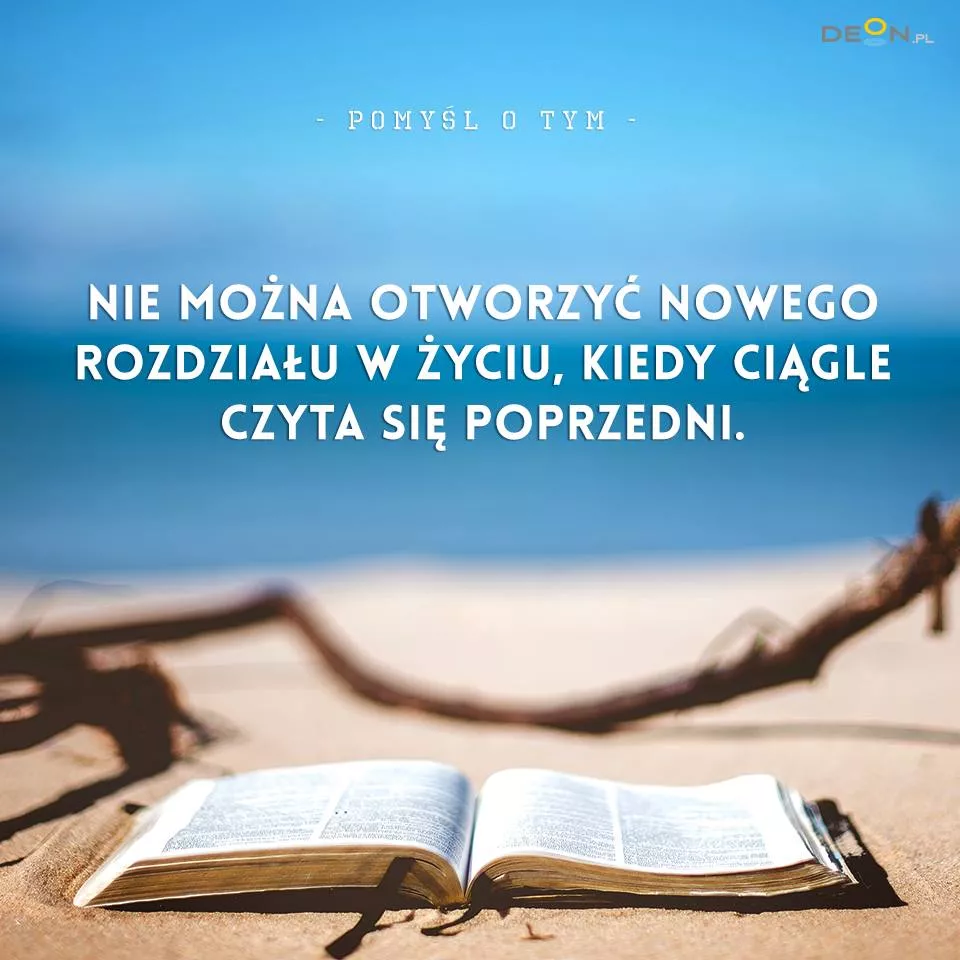 DEON.PL
- POMYŚL O TYM -
NIE MOŻNA OTWORZYĆ NOWEGO
ROZDZIAŁU W ŻYCIU, KIEDY CIĄGLE
CZYTA SIĘ POPRZEDNI.